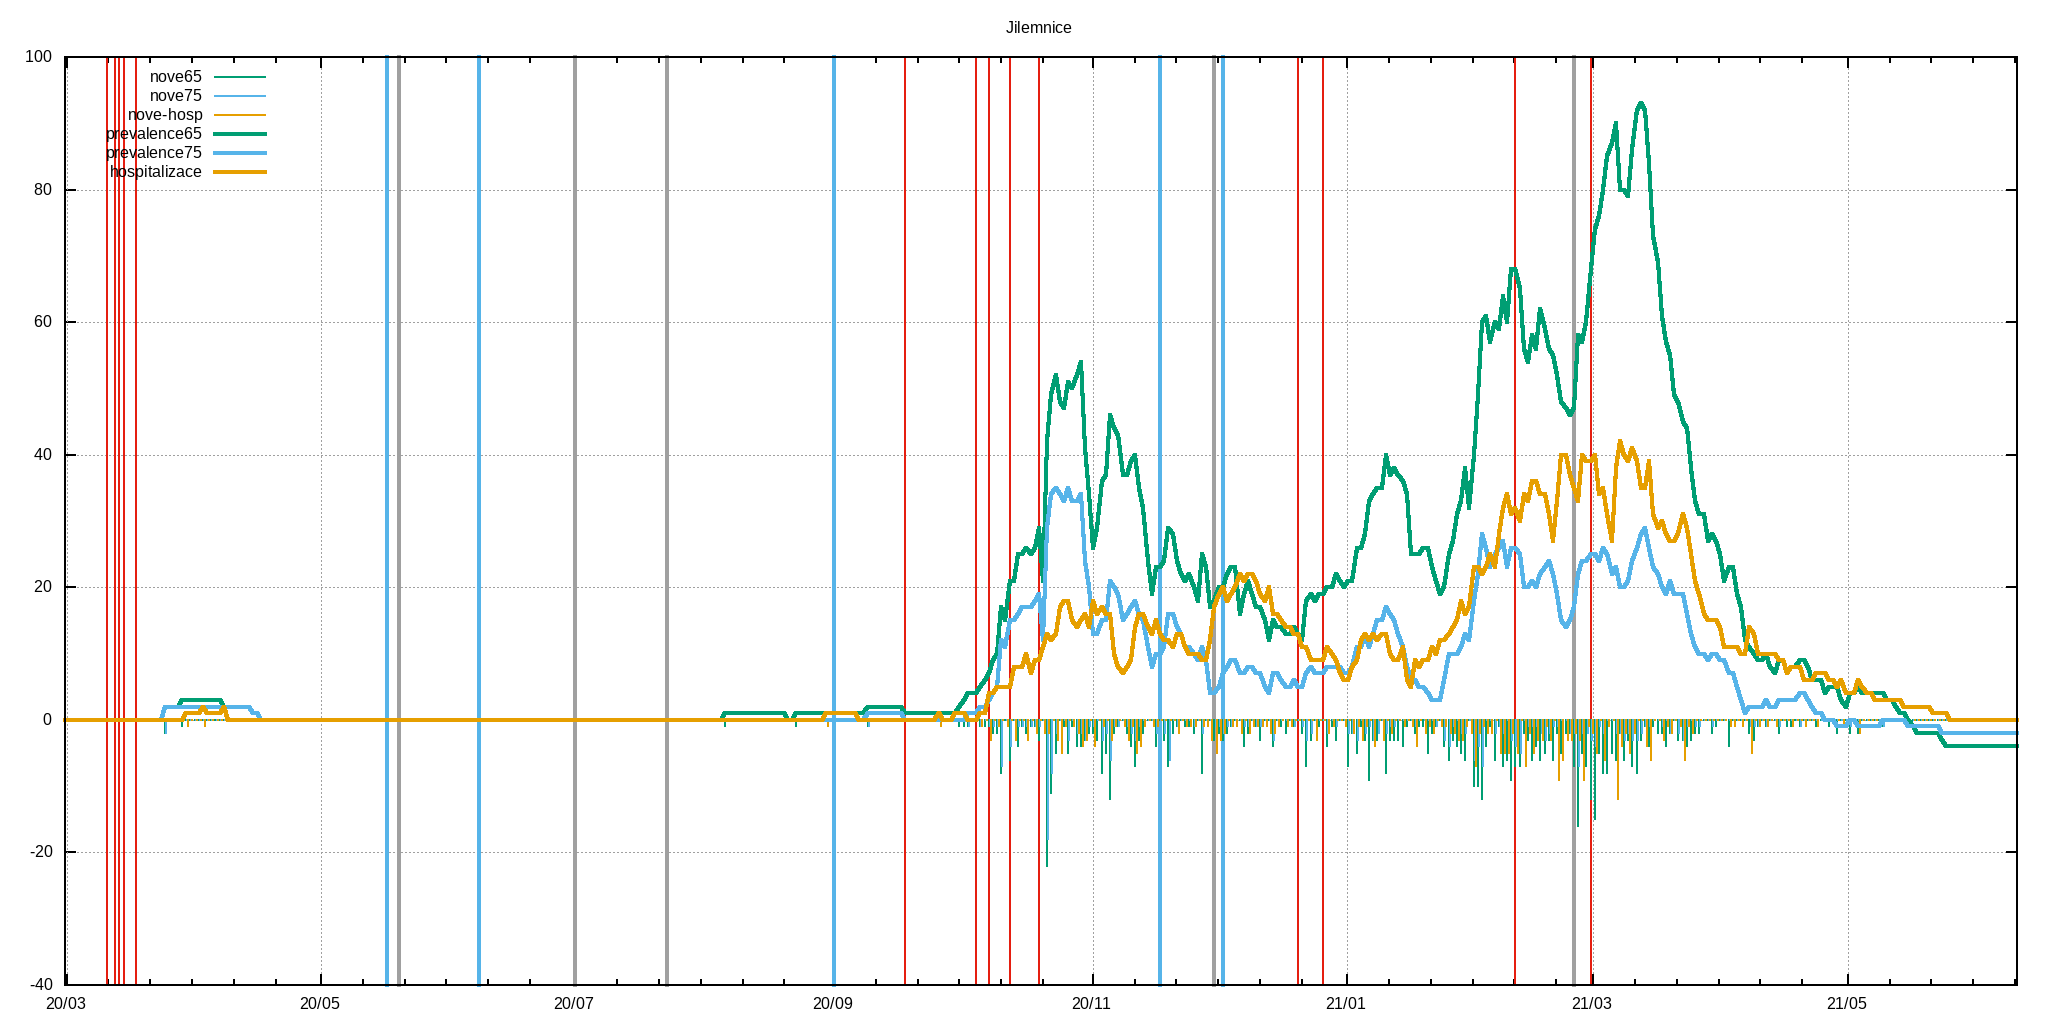 Jilemnice
100
nove65
nove75
nove-hosp
prevalence65
prevalence75
hospitalizace
80
60
40
20
0
-20
-40
20/03 20/05 20/07 20/09 20/11 21/01 21/03 21/05